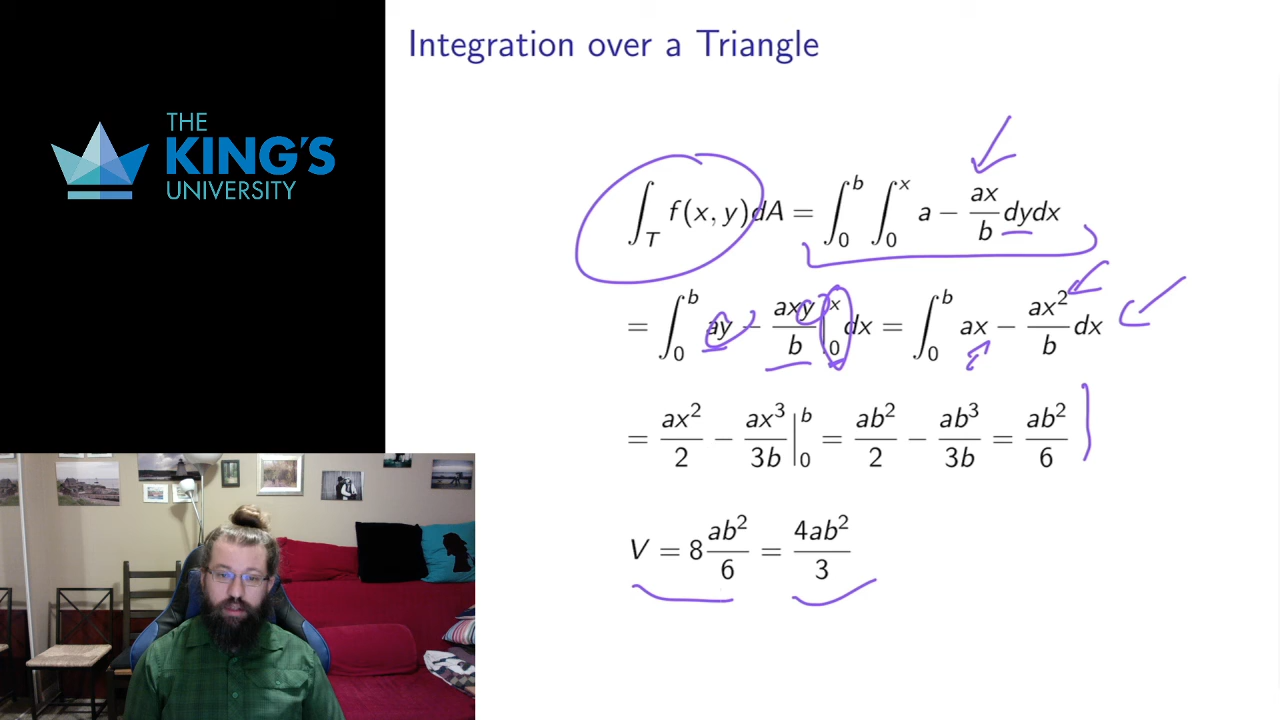 Integration over a Triangle
THE
KING'S
UNIVERSITY
∫_T f(x, y)dA = ∫_0^b ∫_0^x a − ax/b dydx
= ∫_0^b ay − axy/b |_0^x dx = ∫_0^b ax − ax²/b dx
= ax²/2 − ax³/3b |_0^b = ab²/2 − ab³/3b = ab²/6
V = 8 ab²/6 = 4ab²/3